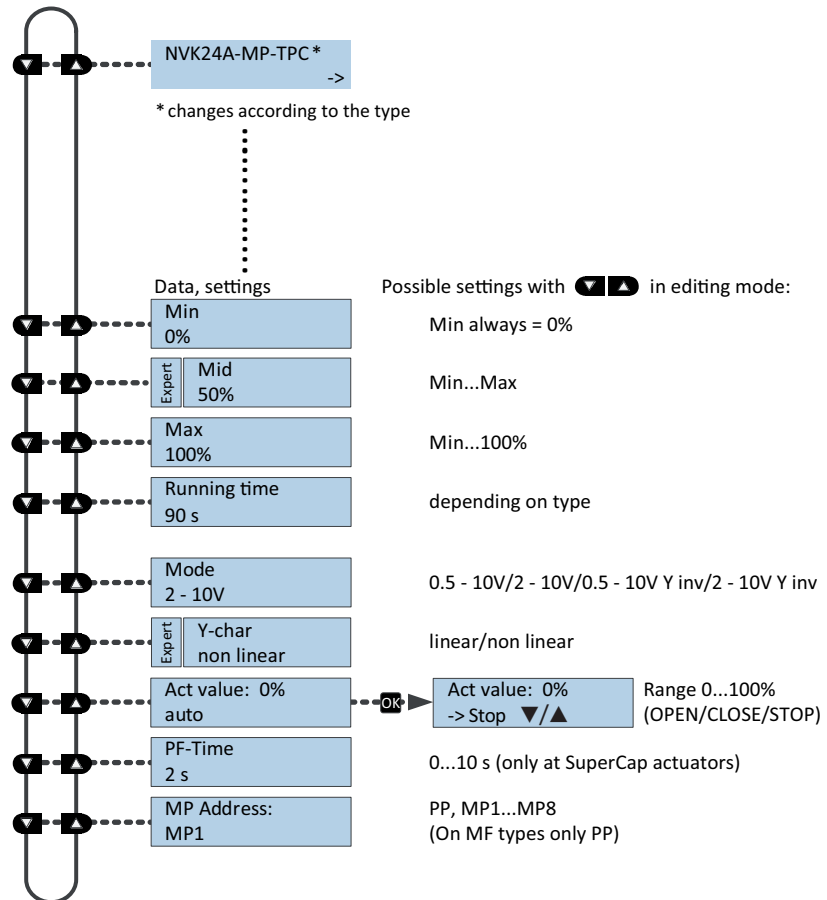 NVK24A-MP-TPC*
->
* changes according to the type
Data, settings
Possible settings with ▽ △ in editing mode:
Min
0%
Min always = 0%
Expert
Mid
50%
Min...Max
Max
100%
Min...100%
Running time
90 s
depending on type
Mode
2 - 10V
0.5 - 10V/2 - 10V/0.5 - 10V Y inv/2 - 10V Y inv
Expert
Y-char
non linear
linear/non linear
Act value: 0%
auto
OK
Act value: 0%
-> Stop ▼/▲
Range 0...100%
(OPEN/CLOSE/STOP)
PF-Time
2 s
0...10 s (only at SuperCap actuators)
MP Address:
MP1
PP, MP1...MP8
(On MF types only PP)